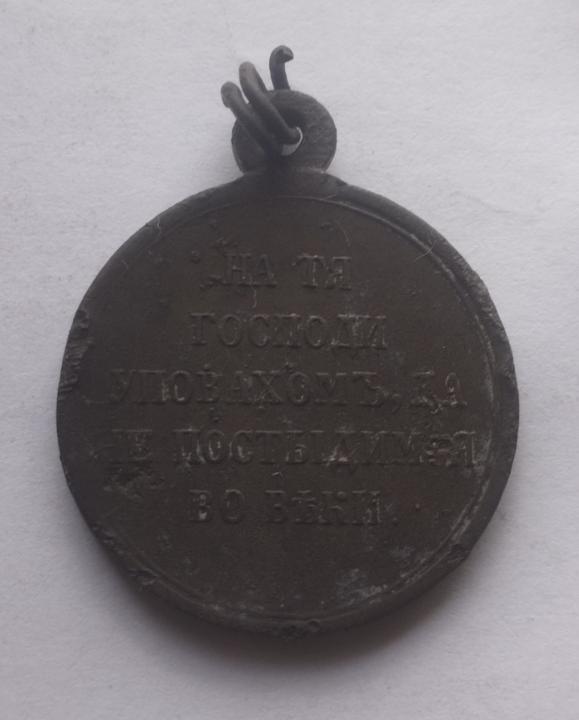 НА ТЯ
ГОСПОДИ
УПОВАХОМЪ, ДА
НЕ ПОСТЫДИМСЯ
ВО ВѢКИ.